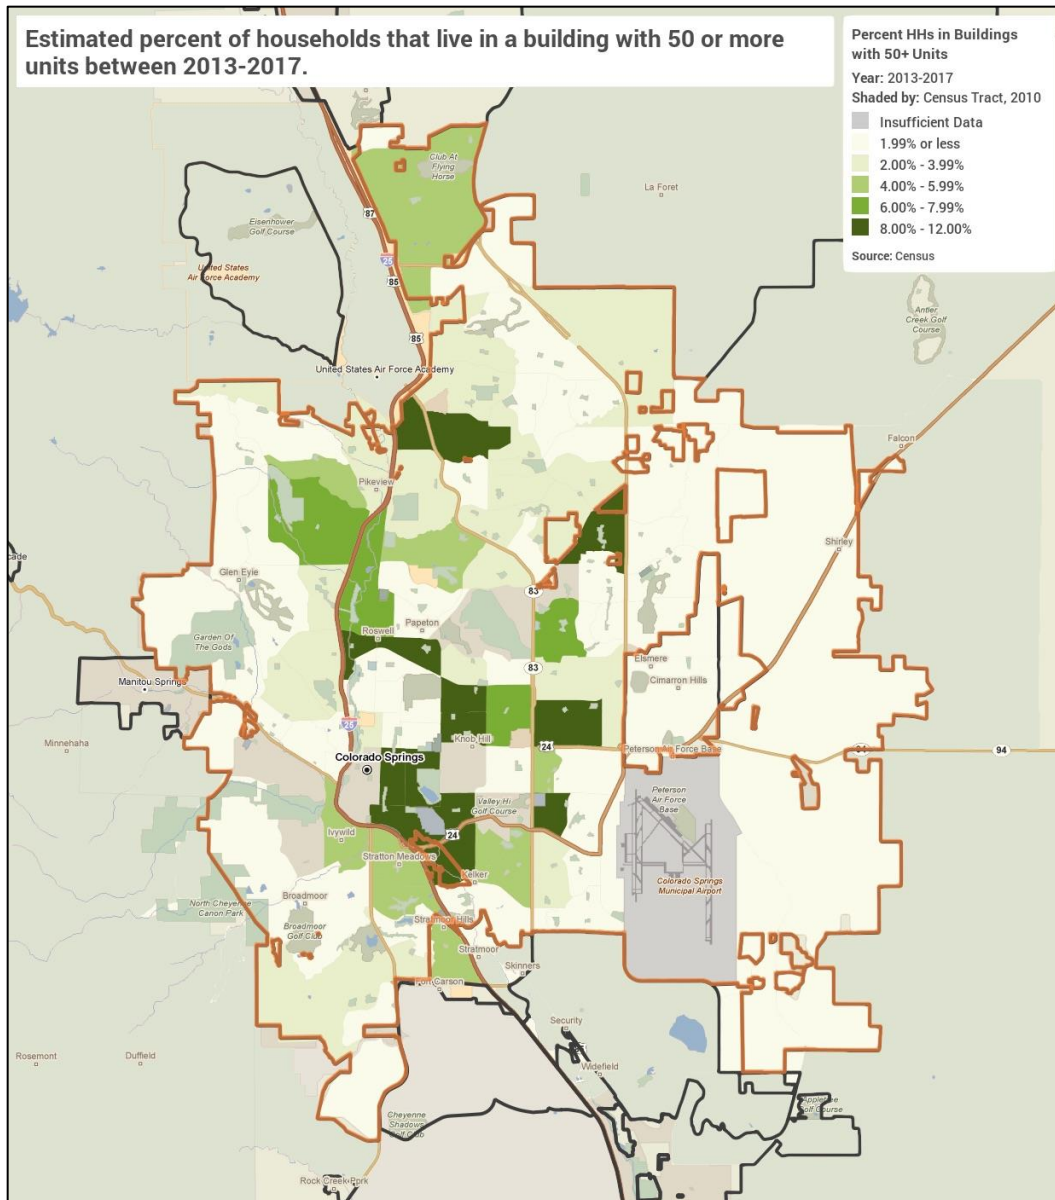 Estimated percent of households that live in a building with 50 or more
units between 2013-2017.
Percent HHs in Buildings
with 50+ Units
Year: 2013-2017
Shaded by: Census Tract, 2010
Insufficient Data
1.99% or less
2.00% - 3.99%
4.00% - 5.99%
6.00% - 7.99%
8.00% - 12.00%
Source: Census
Club At
Flying
Horse
La Foret
87
Eisenhower
Golf Course
25
United States
Air Force Academy
85
Antler
Creek Golf
Course
85
United States Air Force Academy
Falcon
Pikeview
Shirley
cade
Glen Eyie
83
Papeton
Roswell
Garden Of
The Gods
Elsmere
83
Cimarron Hills
Manitou Springs
25
Minnehaha
Knob Hill
24
Peterson Air Force Base
94
Colorado Springs
Peterson
Air Force
Base
Valley Hi
Golf Course
Ivywild
24
Stratton Meadows
Kelker
Colorado Springs
Municipal Airport
Broadmoor
North Cheyenne
Canon Park
Broadmoor
Golf Club
Stratmoor Hills
Stratmoor
Skinners
Fort Carson
Security
Rosemont
Duffield
Widefield
Appletree
Golf Course
Cheyenne
Shadows
Golf Club
Rock Creek Park